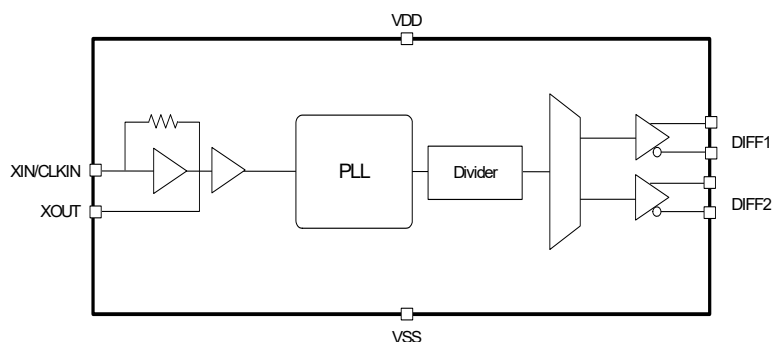 VDD
XIN/CLKIN
XOUT
PLL
Divider
DIFF1
DIFF2
VSS